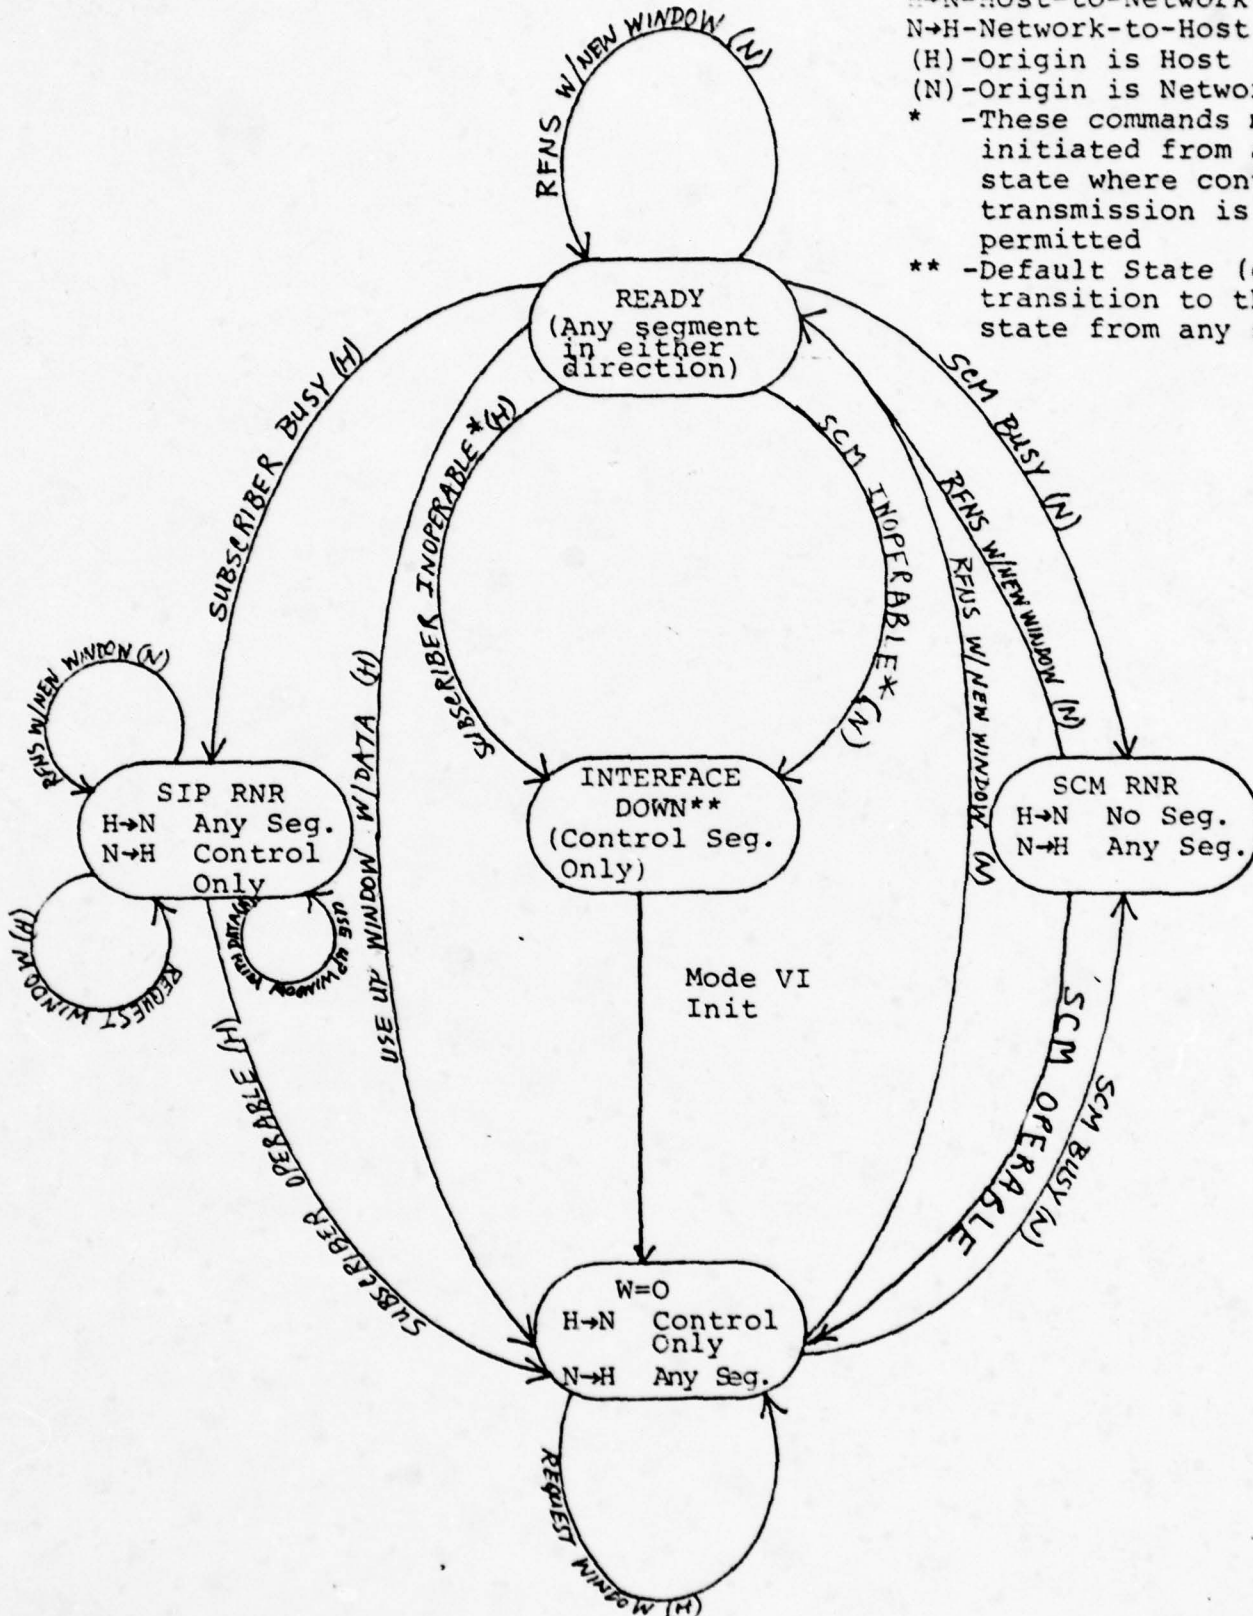 H→N-Host-to-Network
N→H-Network-to-Host
(H)-Origin is Host
(N)-Origin is Networ
* -These commands
initiated from
state where con
transmission is
permitted
** -Default State (
transition to th
state from any
RFNS W/NEW WINDOW (N)
READY
(Any segment
in either
direction)
SUBSCRIBER BUSY (H)
SUBSCRIBER INOPERABLE*(H)
SCM INOPERABLE*(N)
SCM BUSY (N)
RFNS W/NEW WINDOW (N)
RFNS W/NEW WINDOW (N)
USE UP WINDOW W/DATA (H)
RFNS W/NEW WINDOW (N)
SIP RNR
H→N Any Seg.
N→H Control
Only
INTERFACE
DOWN**
(Control Seg.
Only)
SCM RNR
H→N No Seg.
N→H Any Seg.
REQUEST WINDOW (H)
USE UP WINDOW WITH DATA
Mode VI
Init
SUBSCRIBER OPERABLE (H)
SCM OPERABLE
SCM BUSY (N)
W=O
H→N Control
Only
N→H Any Seg.
REQUEST WINDOW (H)